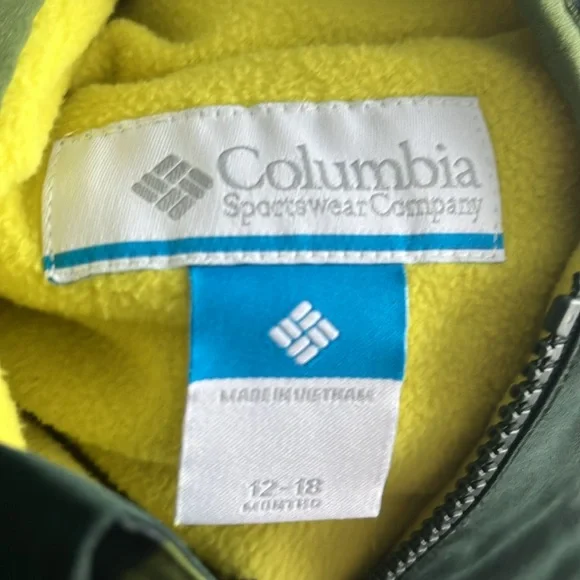 Columbia
Sportswear Company
MADE IN VIETNAM
12-18
MONTHS